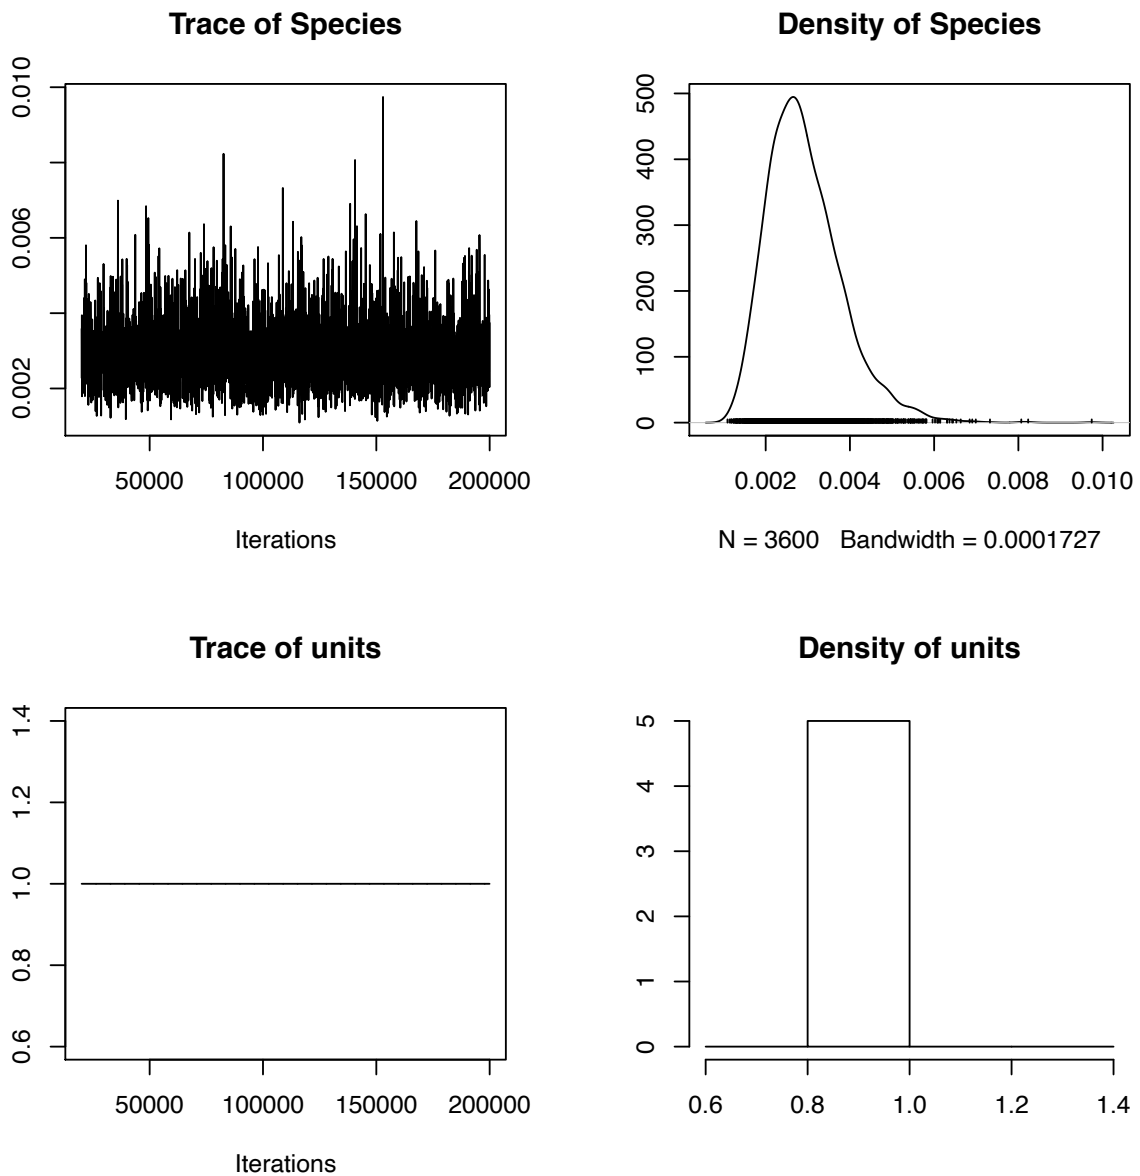 Trace of Species
0.010
0.006
0.002
50000 100000 150000 200000
Iterations
Density of Species
500
400
300
200
100
0
0.002 0.004 0.006 0.008 0.010
N = 3600 Bandwidth = 0.0001727
Trace of units
1.4
1.2
1.0
0.8
0.6
50000 100000 150000 200000
Iterations
Density of units
5
4
3
2
1
0
0.6 0.8 1.0 1.2 1.4